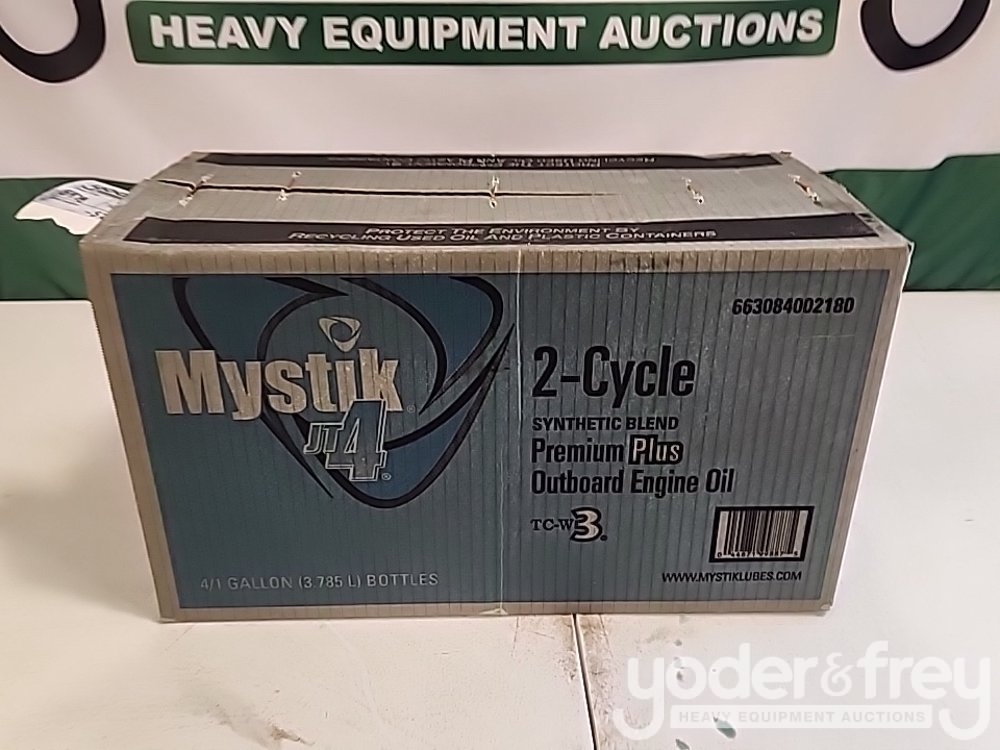 HEAVY EQUIPMENT AUCTIONS
PROTECT THE ENVIRONMENT BY
RECYCLING USED OIL AND PLASTIC CONTAINERS
663084002180
Mystik®
JT4®
2-Cycle
SYNTHETIC BLEND
Premium Plus
Outboard Engine Oil
TC-W3®
WWW.MYSTIKLUBES.COM
4/1 GALLON (3.785 L) BOTTLES
yoder&frey
HEAVY EQUIPMENT AUCTIONS